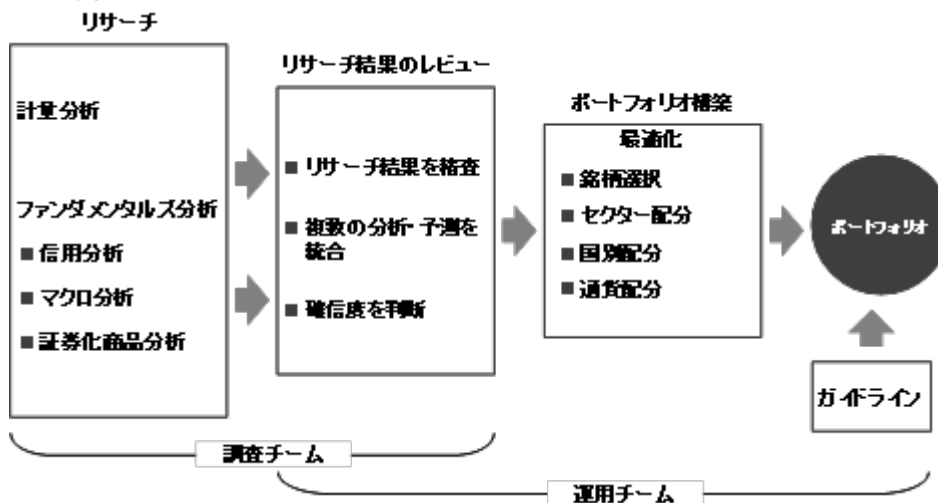 リサーチ
計量分析
ファンダメンタルズ分析
■信用分析
■マクロ分析
■証券化商品分析
リサーチ結果のレビュー
■リサーチ結果を精査
■複数の分析・予測を
統合
■確信度を判断
ポートフォリオ構築
最適化
■銘柄選択
■セクター配分
■国別配分
■通貨配分
ポートフォリオ
ガイドライン
調査チーム
運用チーム